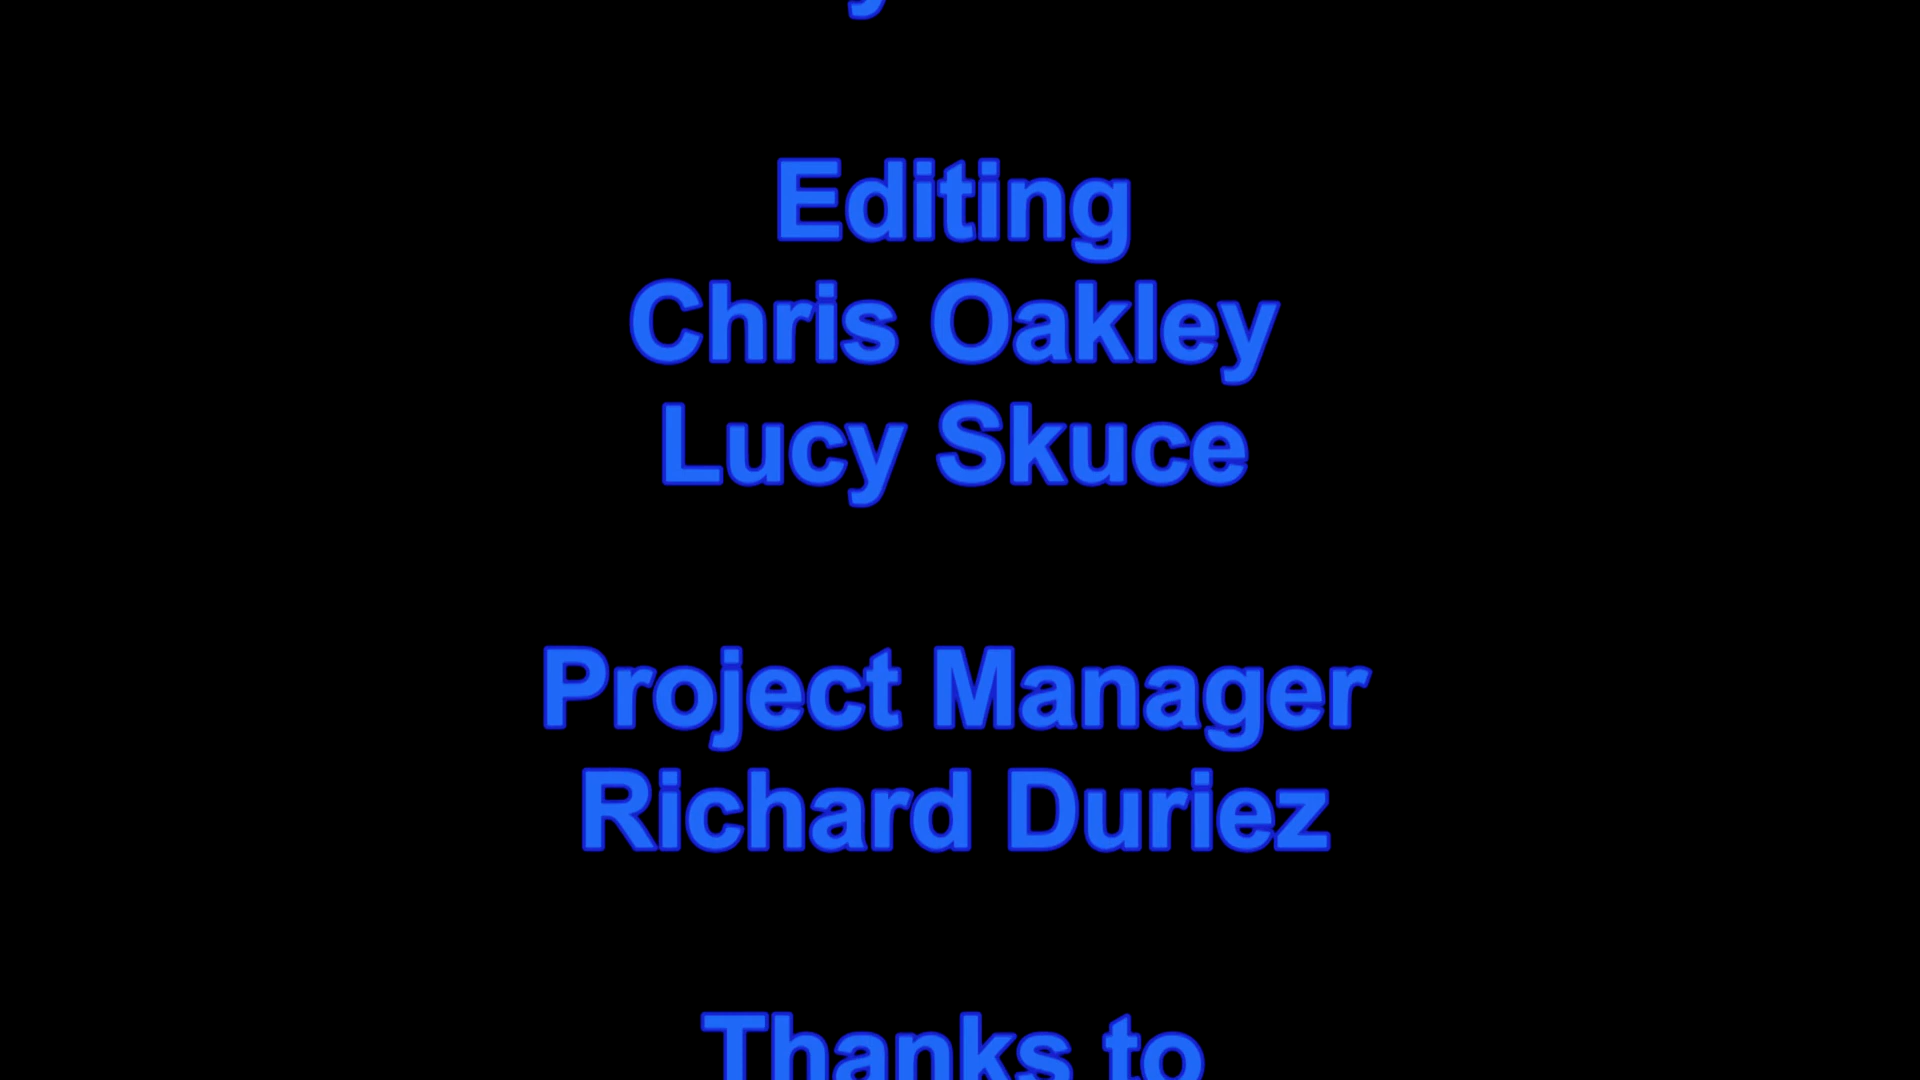 Editing
Chris Oakley
Lucy Skuce
Project Manager
Richard Duriez
Thanks to